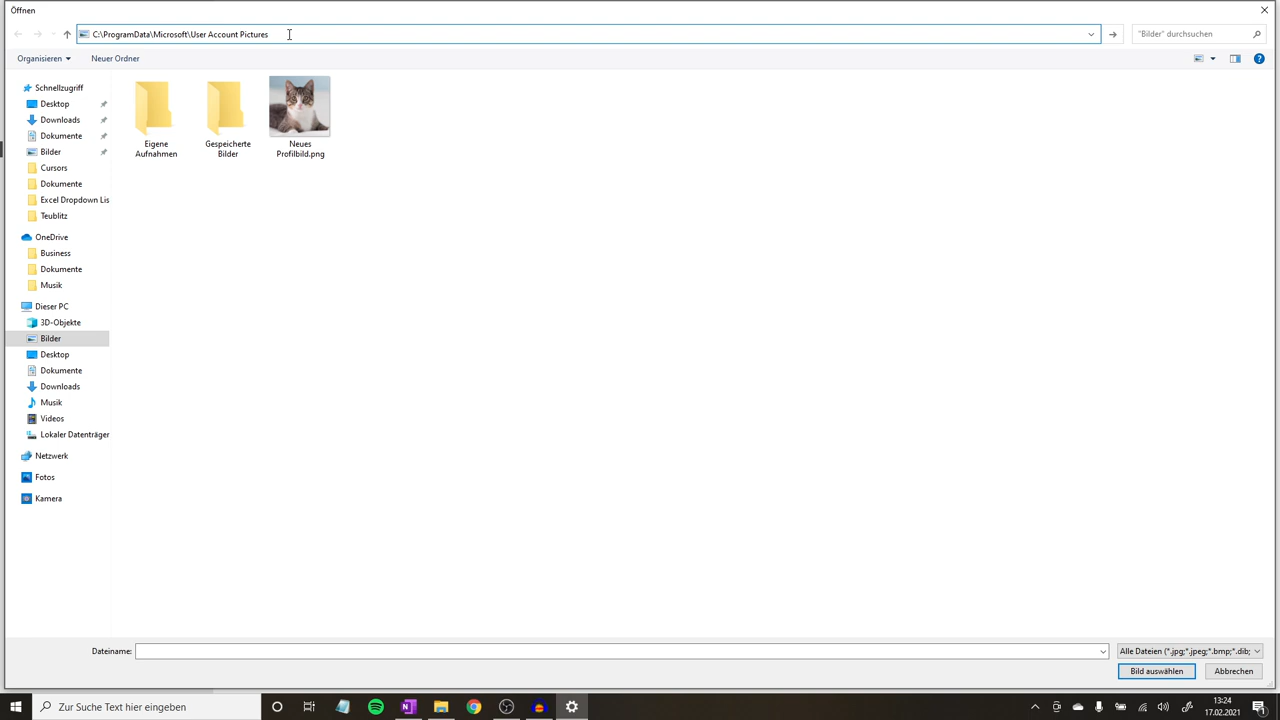 Öffnen
C:\ProgramData\Microsoft\User Account Pictures
"Bilder" durchsuchen
Organisieren
Neuer Ordner
Schnellzugriff
Desktop
Downloads
Dokumente
Bilder
Cursors
Dokumente
Excel Dropdown Lis
Teublitz
OneDrive
Business
Dokumente
Musik
Dieser PC
3D-Objekte
Bilder
Desktop
Dokumente
Downloads
Musik
Videos
Lokaler Datenträger
Netzwerk
Fotos
Kamera
Eigene
Aufnahmen
Gespeicherte
Bilder
Neues
Profilbild.png
Dateiname:
Alle Dateien (*.jpg;*.jpeg;*.bmp;*.dib;
Bild auswählen
Abbrechen
Zur Suche Text hier eingeben
13:24
17.02.2021